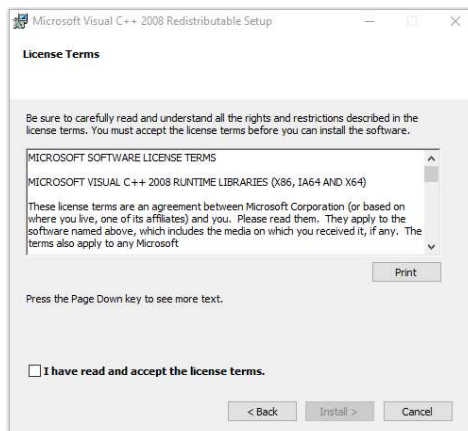 Microsoft Visual C++ 2008 Redistributable Setup
License Terms
Be sure to carefully read and understand all the rights and restrictions described in the
license terms. You must accept the license terms before you can install the software.
MICROSOFT SOFTWARE LICENSE TERMS
MICROSOFT VISUAL C++ 2008 RUNTIME LIBRARIES (X86, IA64 AND X64)
These license terms are an agreement between Microsoft Corporation (or based on
where you live, one of its affiliates) and you. Please read them. They apply to the
software named above, which includes the media on which you received it, if any. The
terms also apply to any Microsoft
Print
Press the Page Down key to see more text.
I have read and accept the license terms.
< Back
Install >
Cancel